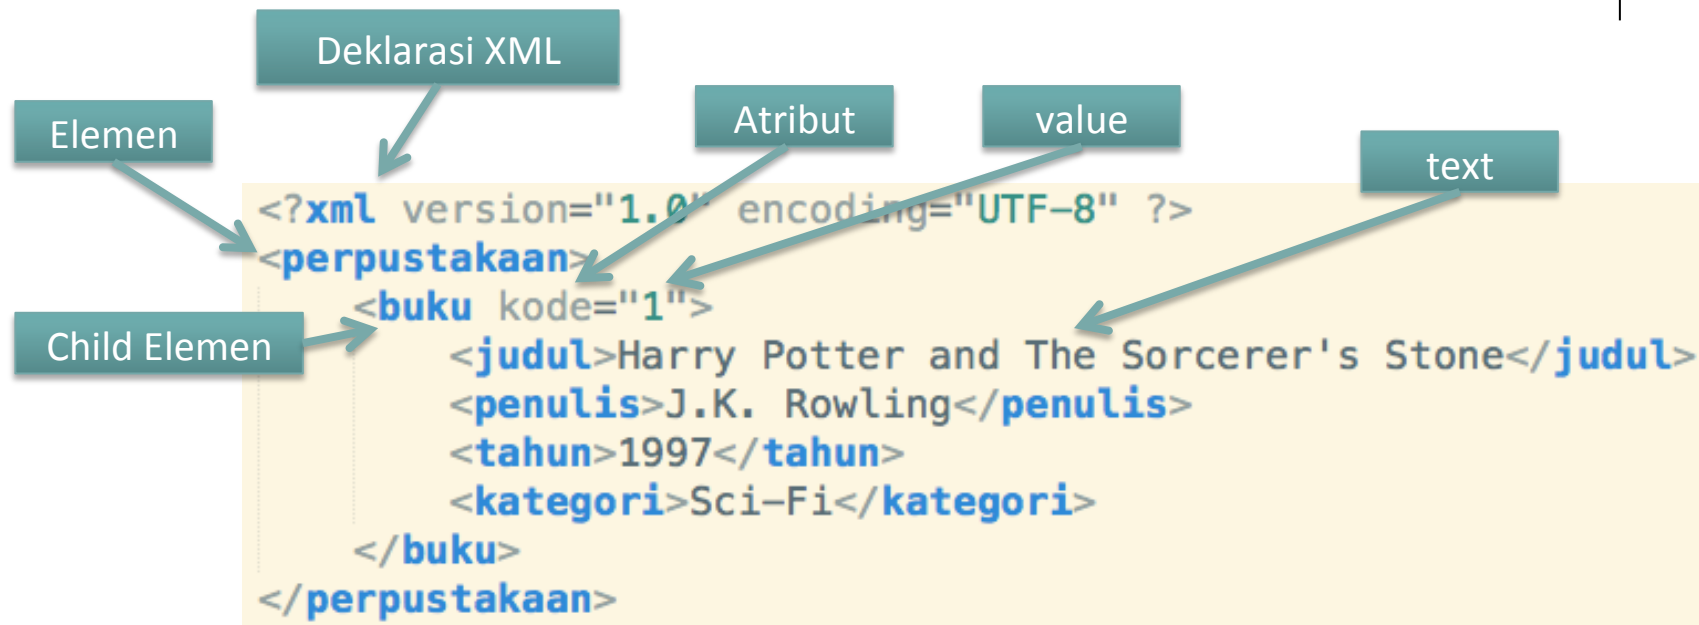 Deklarasi XML
Elemen
Atribut
value
text
<?xml version="1.0" encoding="UTF-8" ?>
<perpustakaan>
<buku kode="1">
Child Elemen
<judul>Harry Potter and The Sorcerer's Stone</judul>
<penulis>J.K. Rowling</penulis>
<tahun>1997</tahun>
<kategori>Sci-Fi</kategori>
</buku>
</perpustakaan>